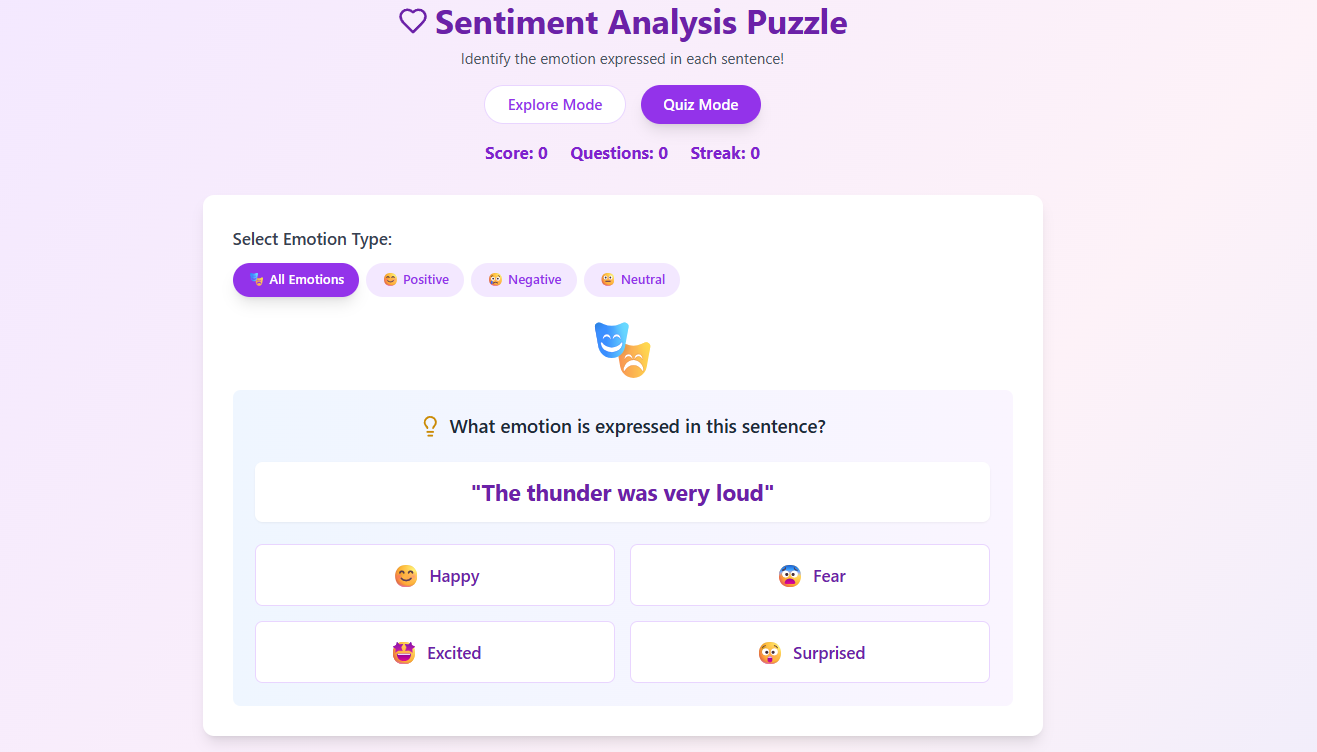 Sentiment Analysis Puzzle
Identify the emotion expressed in each sentence!
Explore Mode Quiz Mode
Score: 0 Questions: 0 Streak: 0
Select Emotion Type:
All Emotions Positive Negative Neutral
What emotion is expressed in this sentence?
"The thunder was very loud"
Happy Fear
Excited Surprised